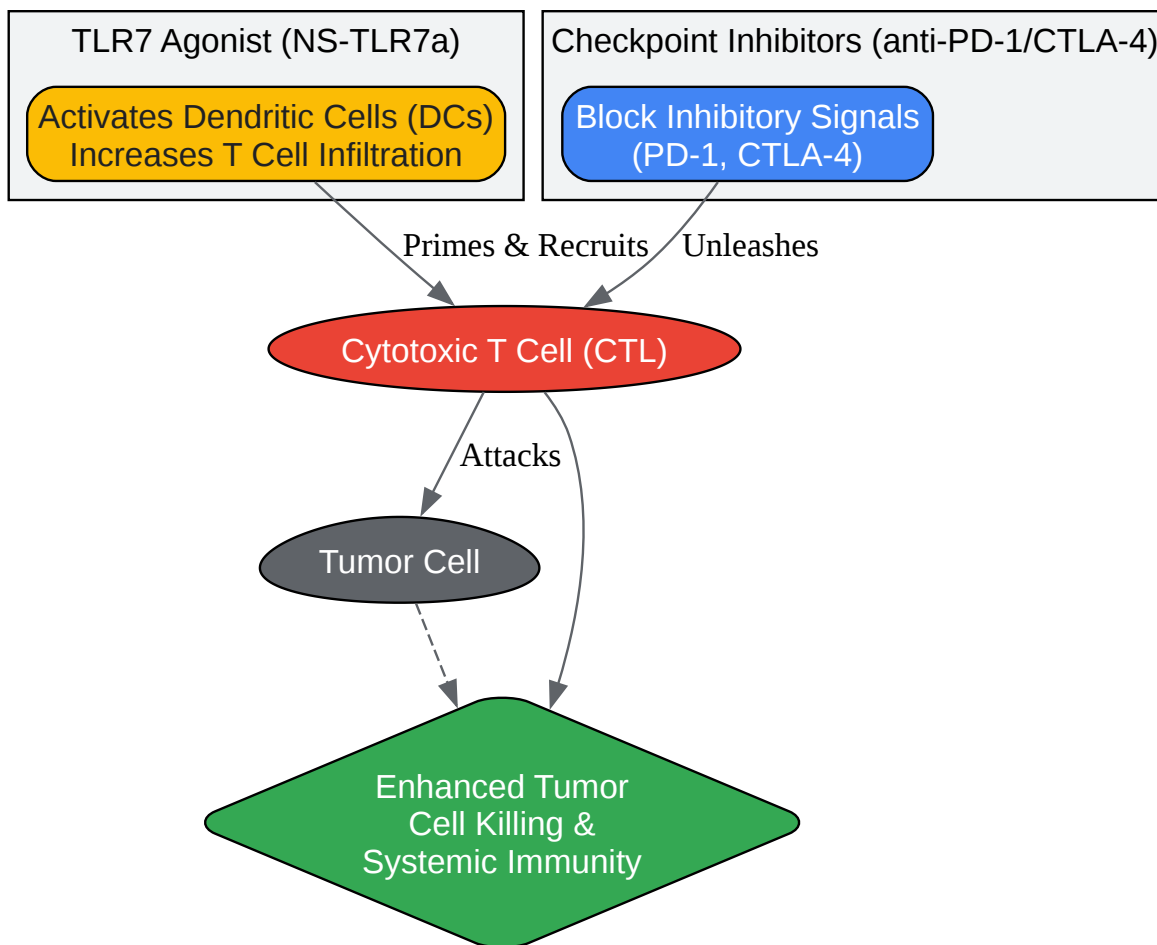 TLR7 Agonist (NS-TLR7a)
Checkpoint Inhibitors (anti-PD-1/CTLA-4)
Activates Dendritic Cells (DCs)
Increases T Cell Infiltration
Block Inhibitory Signals
(PD-1, CTLA-4)
Primes & Recruits
Unleashes
Cytotoxic T Cell (CTL)
Attacks
Tumor Cell
Enhanced Tumor
Cell Killing &
Systemic Immunity